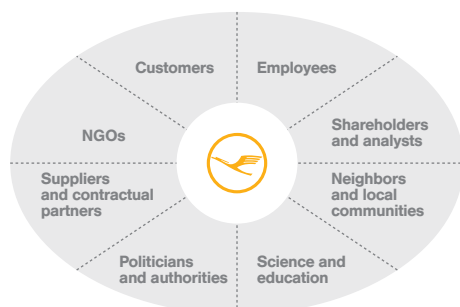 Customers
Employees
NGOs
Shareholders
and analysts
Suppliers
and contractual
partners
Neighbors
and local
communities
Politicians
and authorities
Science and
education